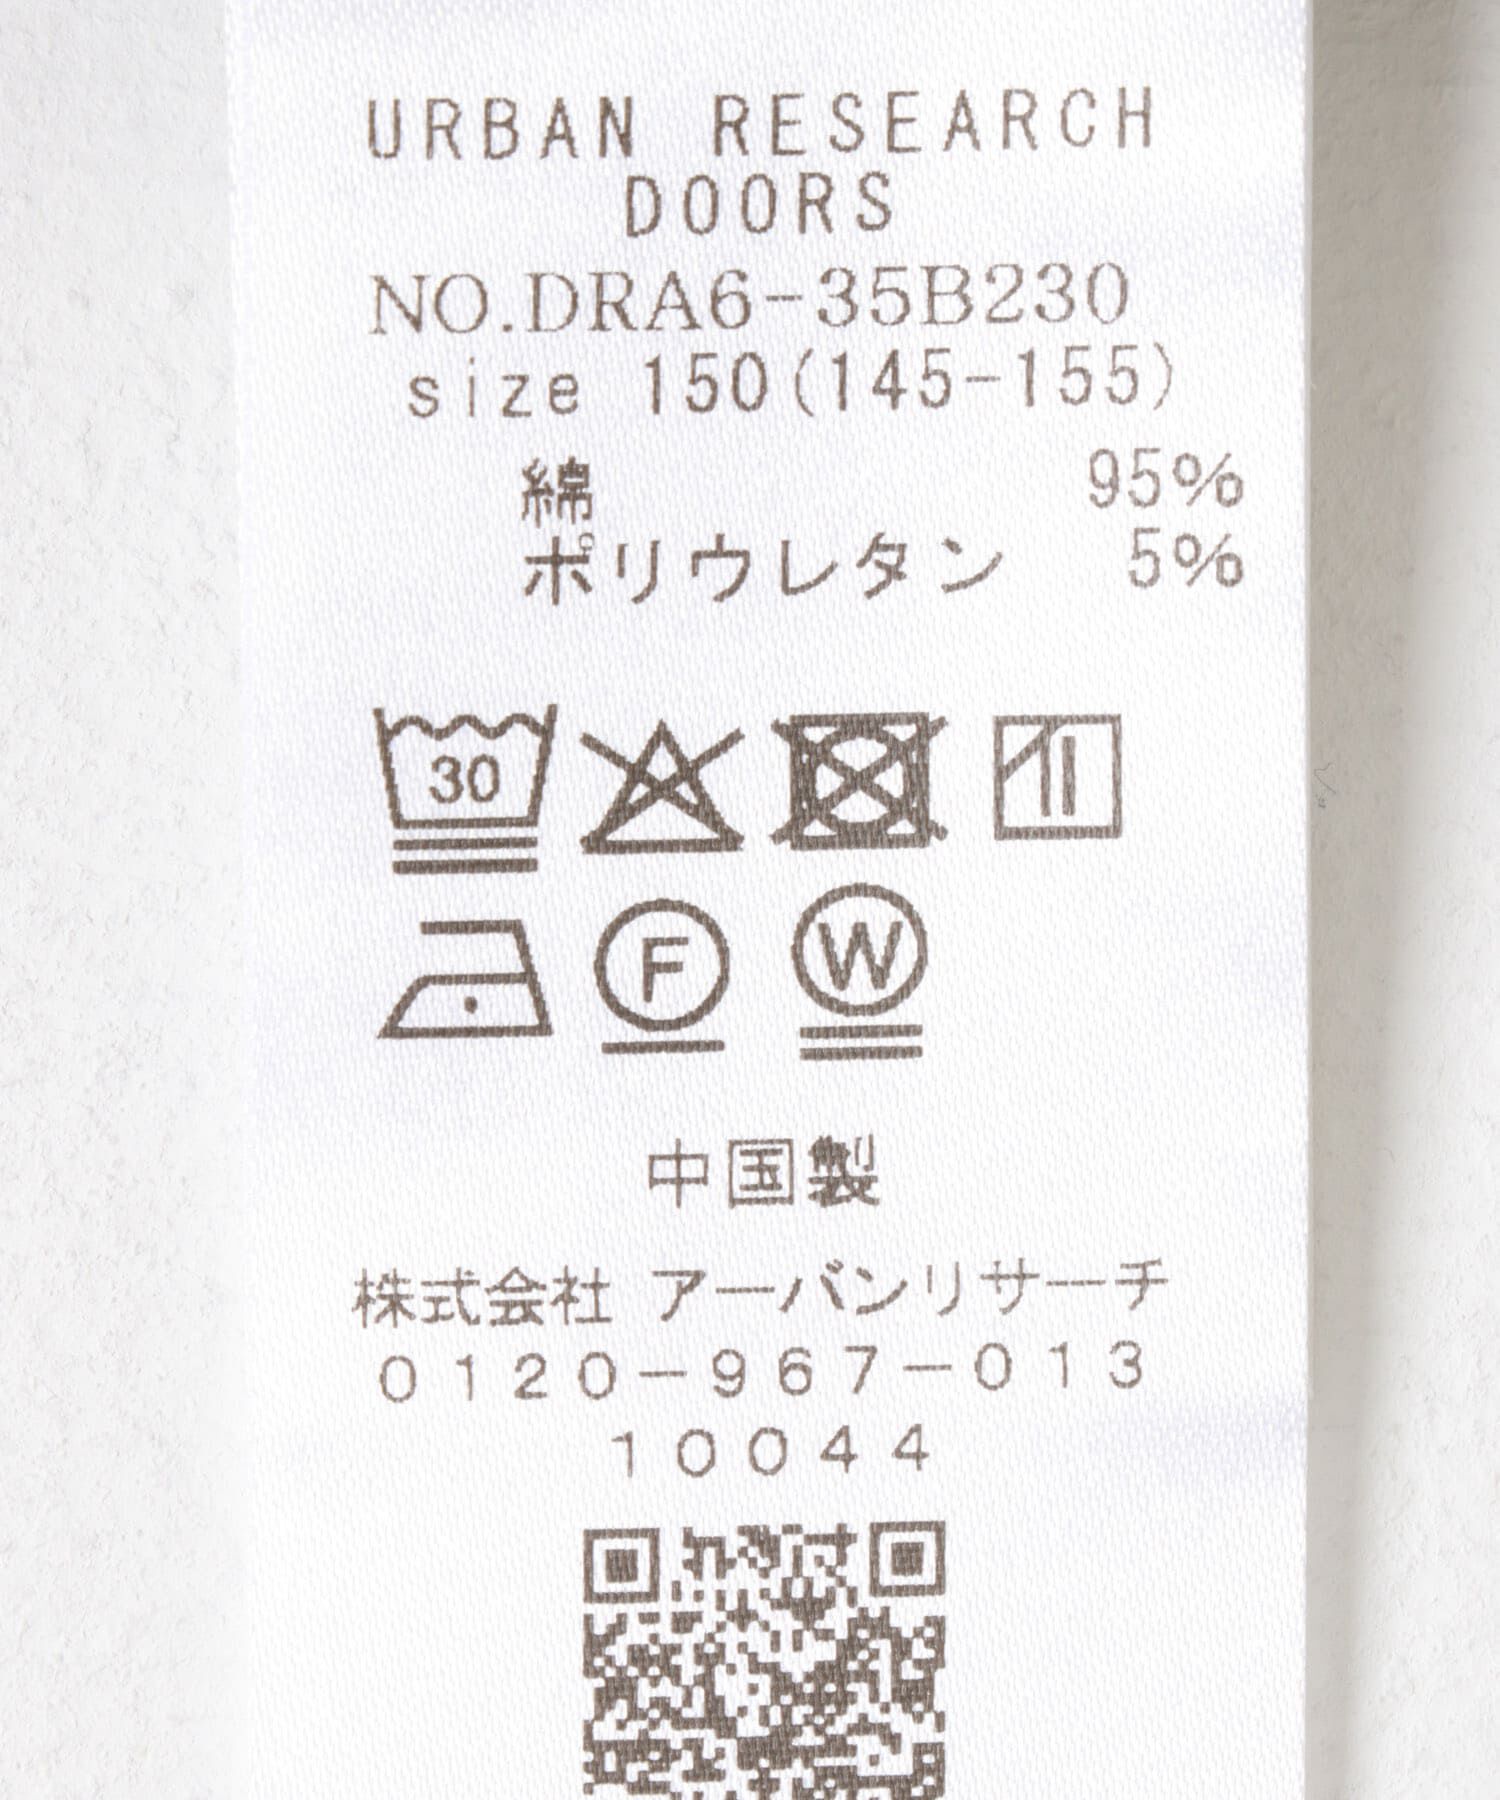 URBAN RESEARCH
DOORS
NO.DRA6-35B230
size 150(145-155)
綿 95%
ポリウレタン 5%
30
F W
中国製
株式会社 アーバンリサーチ
0120-967-013
10044